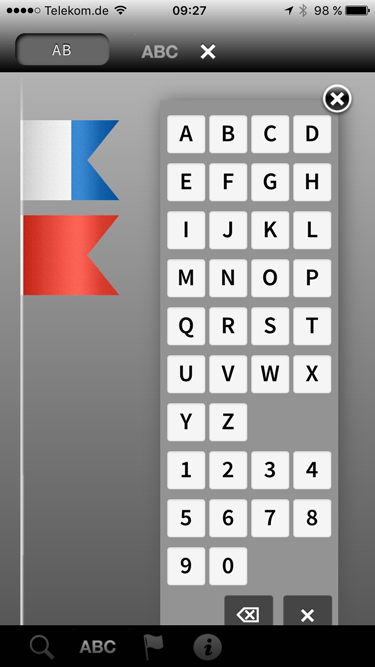 Telekom.de 09:27 98 %
AB ABC
A B C D
E F G H
I J K L
M N O P
Q R S T
U V W X
Y Z
1 2 3 4
5 6 7 8
9 0
ABC